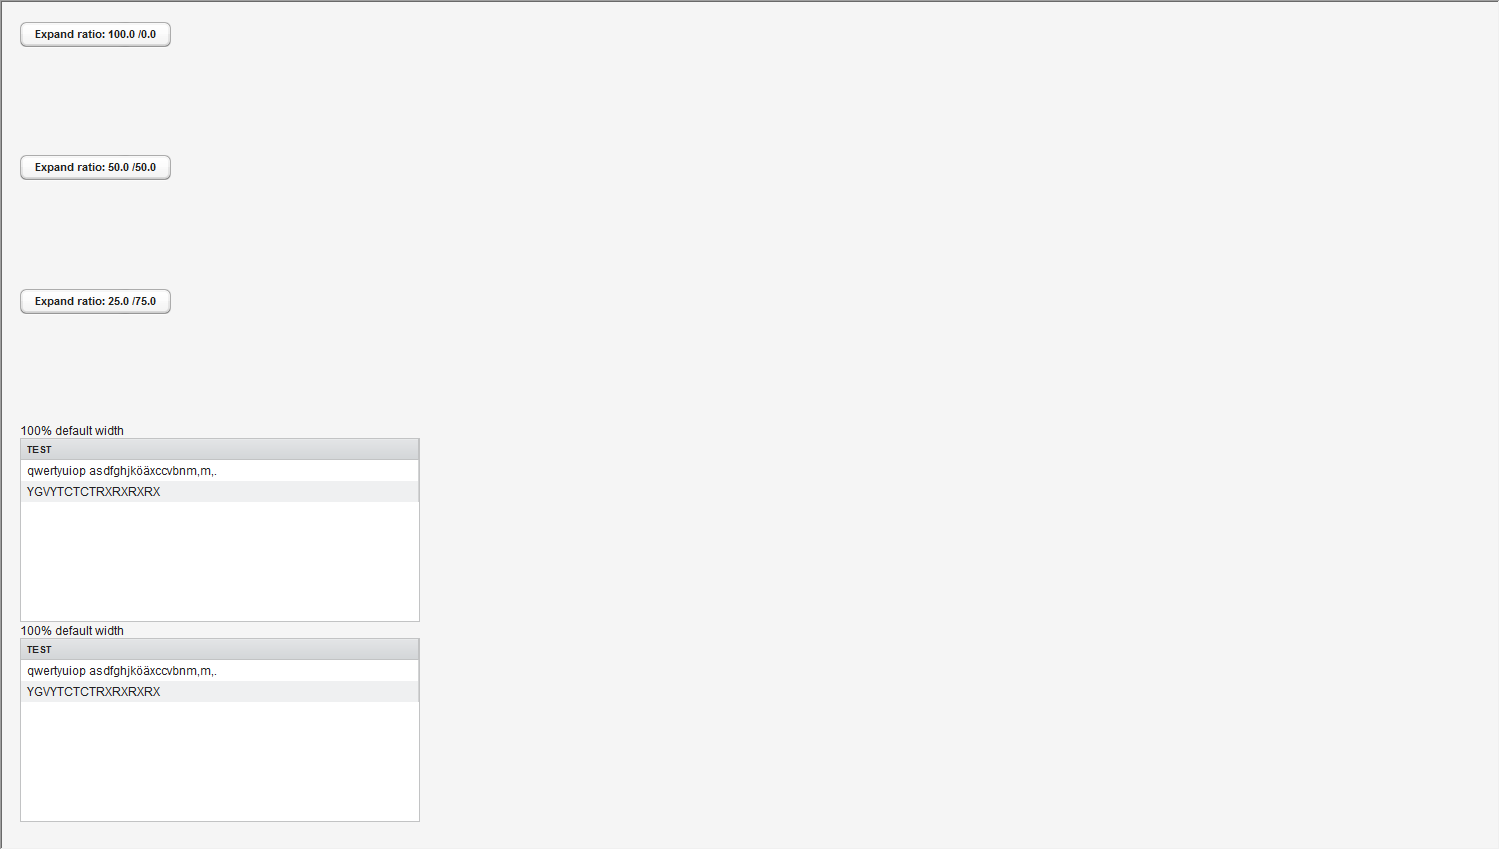 Expand ratio: 100.0 /0.0
Expand ratio: 50.0 /50.0
Expand ratio: 25.0 /75.0
100% default width
TEST
qwertyuiop asdfghjköäxccvbnm,m,.
YGVYTCTCTRXRXRXRX
100% default width
TEST
qwertyuiop asdfghjköäxccvbnm,m,.
YGVYTCTCTRXRXRXRX